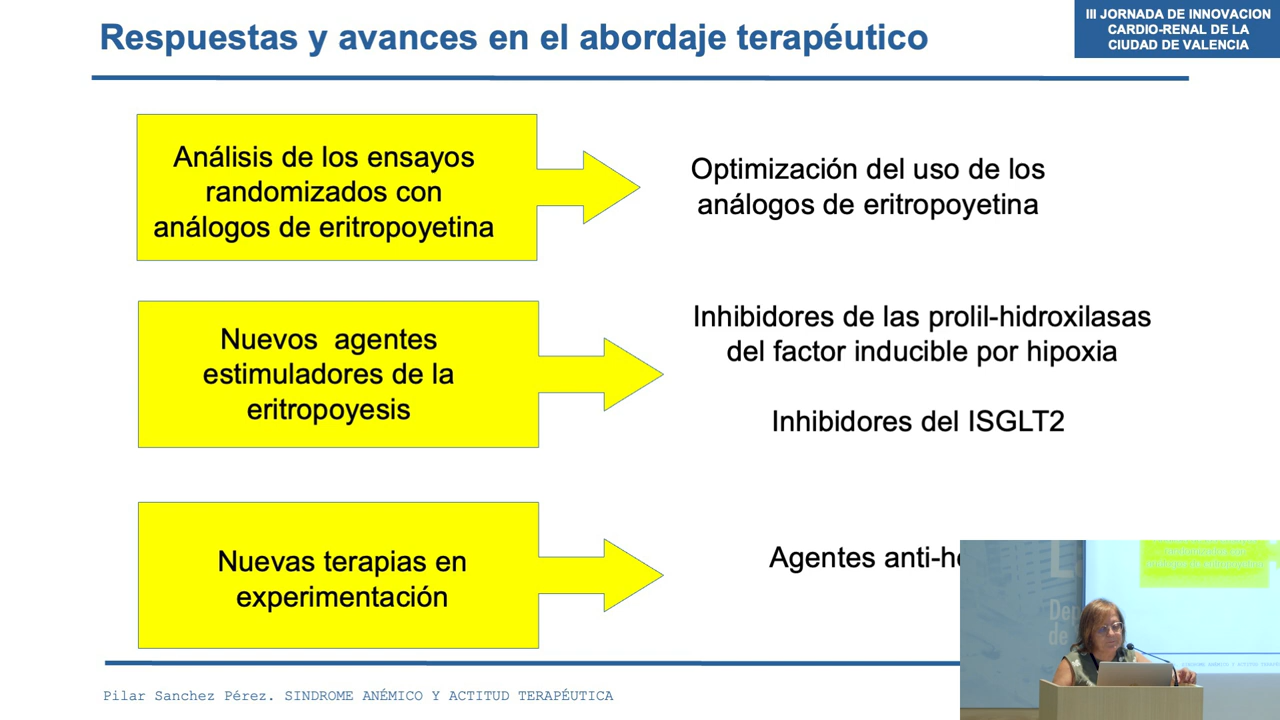 Respuestas y avances en el abordaje terapéutico
III JORNADA DE INNOVACION
CARDIO-RENAL DE LA
CIUDAD DE VALENCIA
Análisis de los ensayos
randomizados con
análogos de eritropoyetina
Optimización del uso de los
análogos de eritropoyetina
Nuevos agentes
estimuladores de la
eritropoyesis
Inhibidores de las prolil-hidroxilasas
del factor inducible por hipoxia
Inhibidores del ISGLT2
Nuevas terapias en
experimentación
Agentes
Pilar Sanchez Pérez. SINDROME ANÉMICO Y ACTITUD TERAPÉUTICA